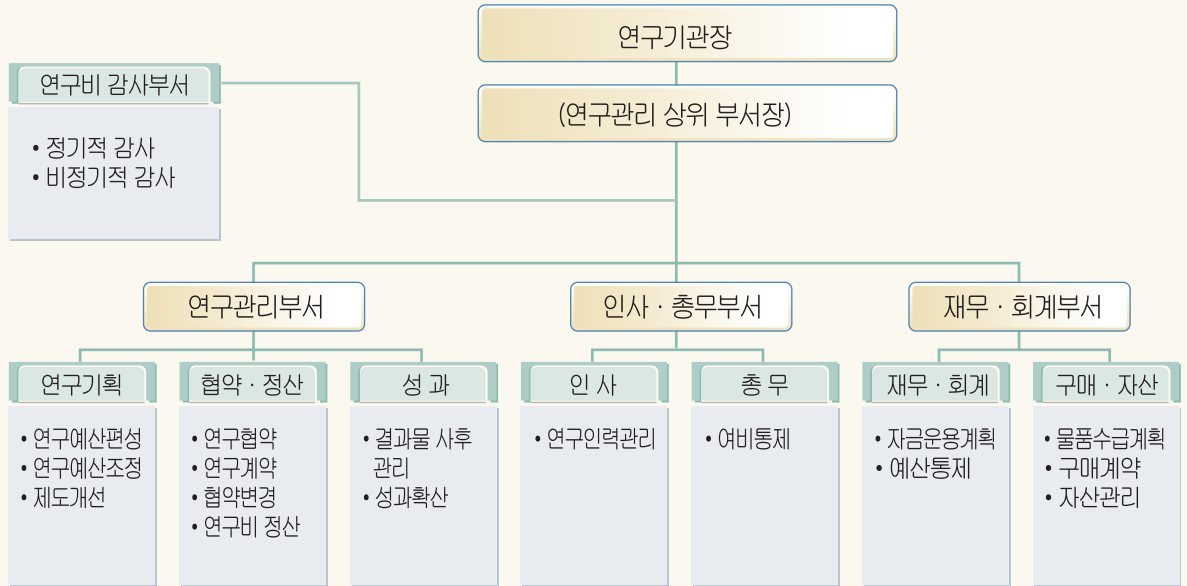 연구기관장
(연구관리 상위 부서장)
연구비 감사부서
• 정기적 감사
• 비정기적 감사
연구관리부서
인사 · 총무부서
재무 · 회계부서
연구기획
• 연구예산편성
• 연구예산조정
• 제도개선
협약 · 정산
• 연구협약
• 연구계약
• 협약변경
• 연구비 정산
성 과
• 결과물 사후
관리
• 성과확산
인 사
• 연구인력관리
총 무
• 여비통제
재무 · 회계
• 자금운용계획
• 예산통제
구매 · 자산
• 물품수급계획
• 구매계약
• 자산관리